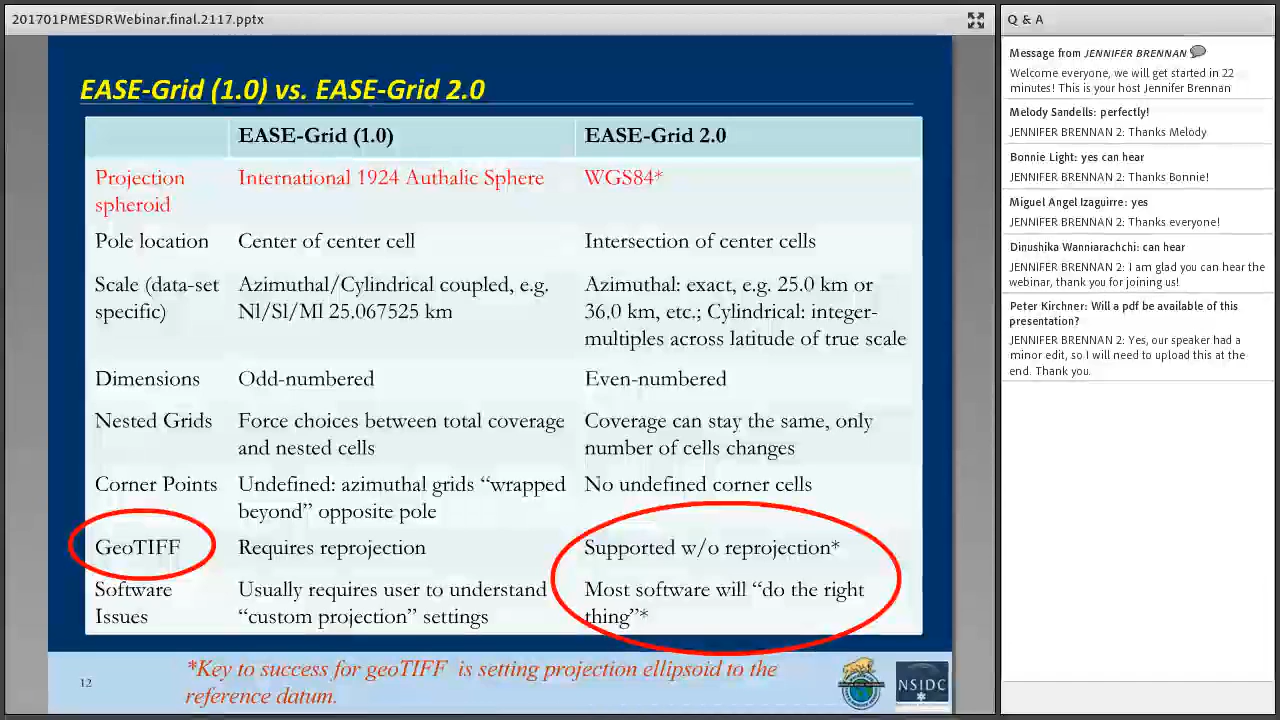 201701PMESDRWebinar.final.2117.pptx
EASE-Grid (1.0) vs. EASE-Grid 2.0
EASE-Grid (1.0)
EASE-Grid 2.0
Projection
spheroid
International 1924 Authalic Sphere
WGS84*
Pole location
Center of center cell
Intersection of center cells
Scale (data-set
specific)
Azimuthal/Cylindrical coupled, e.g.
Nl/Sl/Ml 25.067525 km
Azimuthal: exact, e.g. 25.0 km or
36.0 km, etc.; Cylindrical: integer-
multiples across latitude of true scale
Dimensions
Odd-numbered
Even-numbered
Nested Grids
Force choices between total coverage
and nested cells
Coverage can stay the same, only
number of cells changes
Corner Points
Undefined: azimuthal grids “wrapped
beyond” opposite pole
No undefined corner cells
GeoTIFF
Requires reprojection
Supported w/o reprojection*
Software
Issues
Usually requires user to understand
“custom projection” settings
Most software will “do the right
thing”*
*Key to success for geoTIFF is setting projection ellipsoid to the
reference datum.
12
NSIDC
Q & A
Message from JENNIFER BRENNAN
Welcome everyone, we will get started in 22
minutes! This is your host Jennifer Brennan
Melody Sandells: perfectly!
JENNIFER BRENNAN 2: Thanks Melody
Bonnie Light: yes can hear
JENNIFER BRENNAN 2: Thanks Bonnie!
Miguel Angel Izaguirre: yes
JENNIFER BRENNAN 2: Thanks everyone!
Dinushika Wanniarachchi: can hear
JENNIFER BRENNAN 2: I am glad you can hear the
webinar, thank you for joining us!
Peter Kirchner: Will a pdf be available of this
presentation?
JENNIFER BRENNAN 2: Yes, our speaker had a
minor edit, so I will need to upload this at the
end. Thank you.